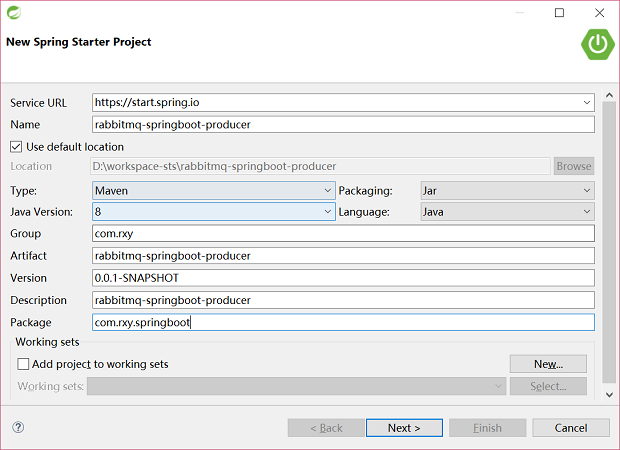 New Spring Starter Project
Service URL https://start.spring.io
Name rabbitmq-springboot-producer
Use default location
Location D:\workspace-sts\rabbitmq-springboot-producer Browse
Type: Maven Packaging: Jar
Java Version: 8 Language: Java
Group com.rxy
Artifact rabbitmq-springboot-producer
Version 0.0.1-SNAPSHOT
Description rabbitmq-springboot-producer
Package com.rxy.springboot
Working sets
Add project to working sets New...
Working sets: Select...
? < Back Next > Finish Cancel